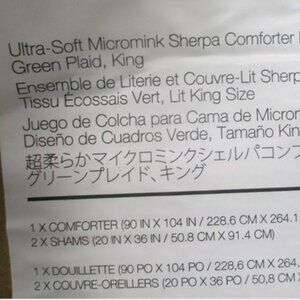 Ultra-Soft Micromink Sherpa Comforter
Green Plaid, King
Ensemble de Literie et Couvre-Lit Sherp
Tissu Écossais Vert, Lit King Size
Juego de Colcha para Cama de Micron
Diseño de Cuadros Verde, Tamaño Kin
超柔らかマイクロミンクシェルパコンフ
グリーンプレイド、キング
1 X COMFORTER (90 IN X 104 IN / 228.6 CM X 264.1
2 X SHAMS (20 IN X 36 IN / 50.8 CM X 91.4 CM)
1 X DOUILLETTE (90 PO X 104 PO / 228,6 CM X 264,
2 X COUVRE-OREILLERS (20 PO X 36 PO / 50,8 CM X